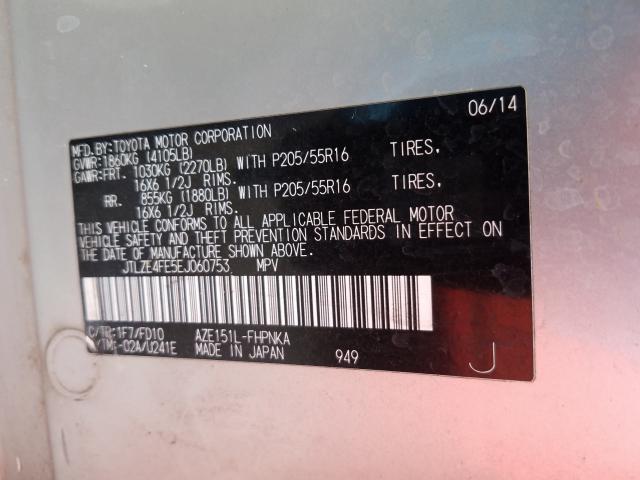 06/14
MFD.BY:TOYOTA MOTOR CORPORATION
GVWR:1860KG (4105LB)
GAWR:FRT. 1030KG (2270LB) WITH P205/55R16 TIRES,
16X6 1/2J RIMS.
RR. 855KG (1880LB) WITH P205/55R16 TIRES,
16X6 1/2J RIMS.
THIS VEHICLE CONFORMS TO ALL APPLICABLE FEDERAL MOTOR
VEHICLE SAFETY AND THEFT PREVENTION STANDARDS IN EFFECT ON
THE DATE OF MANUFACTURE SHOWN ABOVE.
JTLZE4FE5EJ060753 MPV
C/TR:1F7/FD10 AZE151L-FHPNKA
/TM:-02A/U241E MADE IN JAPAN 949 J